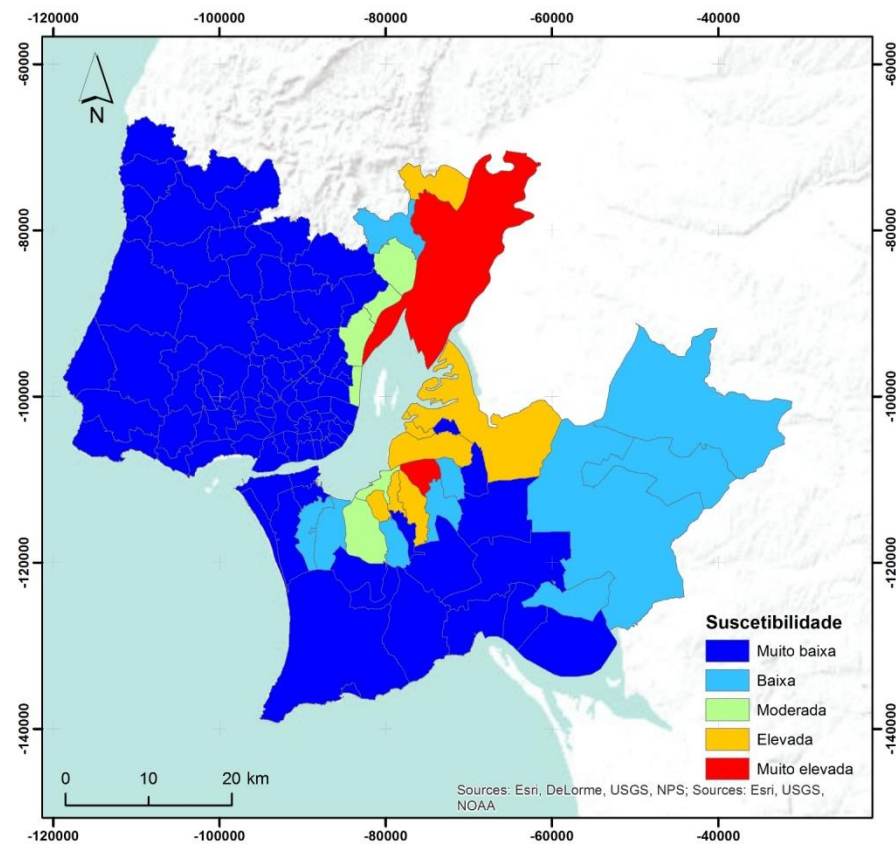 -120000 -100000 -80000 -60000 -40000
-60000 -60000
N
-80000 -80000
-100000 -100000
-120000 -120000
Suscetibilidade
Muito baixa
Baixa
Moderada
Elevada
Muito elevada
-140000 -140000
0 10 20 km
Sources: Esri, DeLorme, USGS, NPS; Sources: Esri, USGS,
NOAA
-120000 -100000 -80000 -60000 -40000